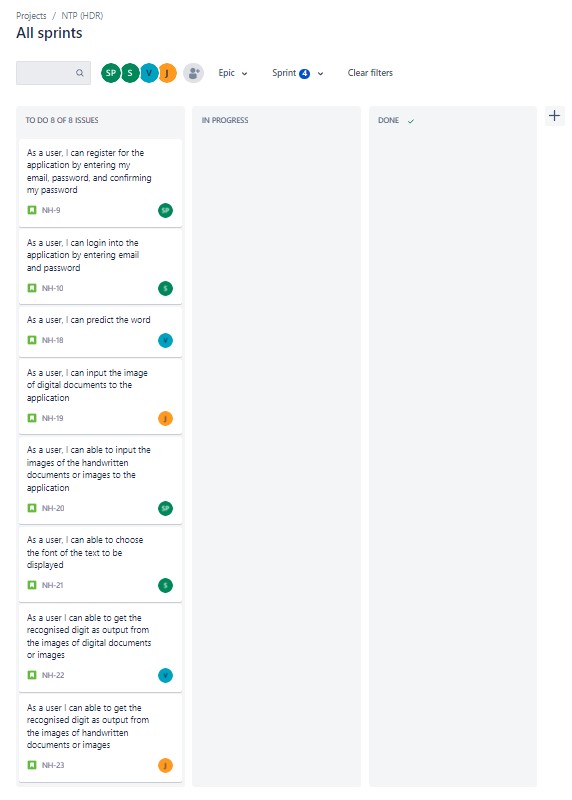 Projects / NTP (HDR)
All sprints
SP S V J Epic Sprint 4 Clear filters
TO DO 8 OF 8 ISSUES
As a user, I can register for the
application by entering my
email, password, and confirming
my password
NH-9 SP
As a user, I can login into the
application by entering email
and password
NH-10 S
As a user, I can predict the word
NH-18 V
As a user, I can input the image
of digital documents to the
application
NH-19 J
As a user, I can able to input the
images of the handwritten
documents or images to the
application
NH-20 SP
As a user, I can able to choose
the font of the text to be
displayed
NH-21 S
As a user I can able to get the
recognised digit as output from
the images of digital documents
or images
NH-22 V
As a user I can able to get the
recognised digit as output from
the images of handwritten
documents or images
NH-23 J
IN PROGRESS
DONE